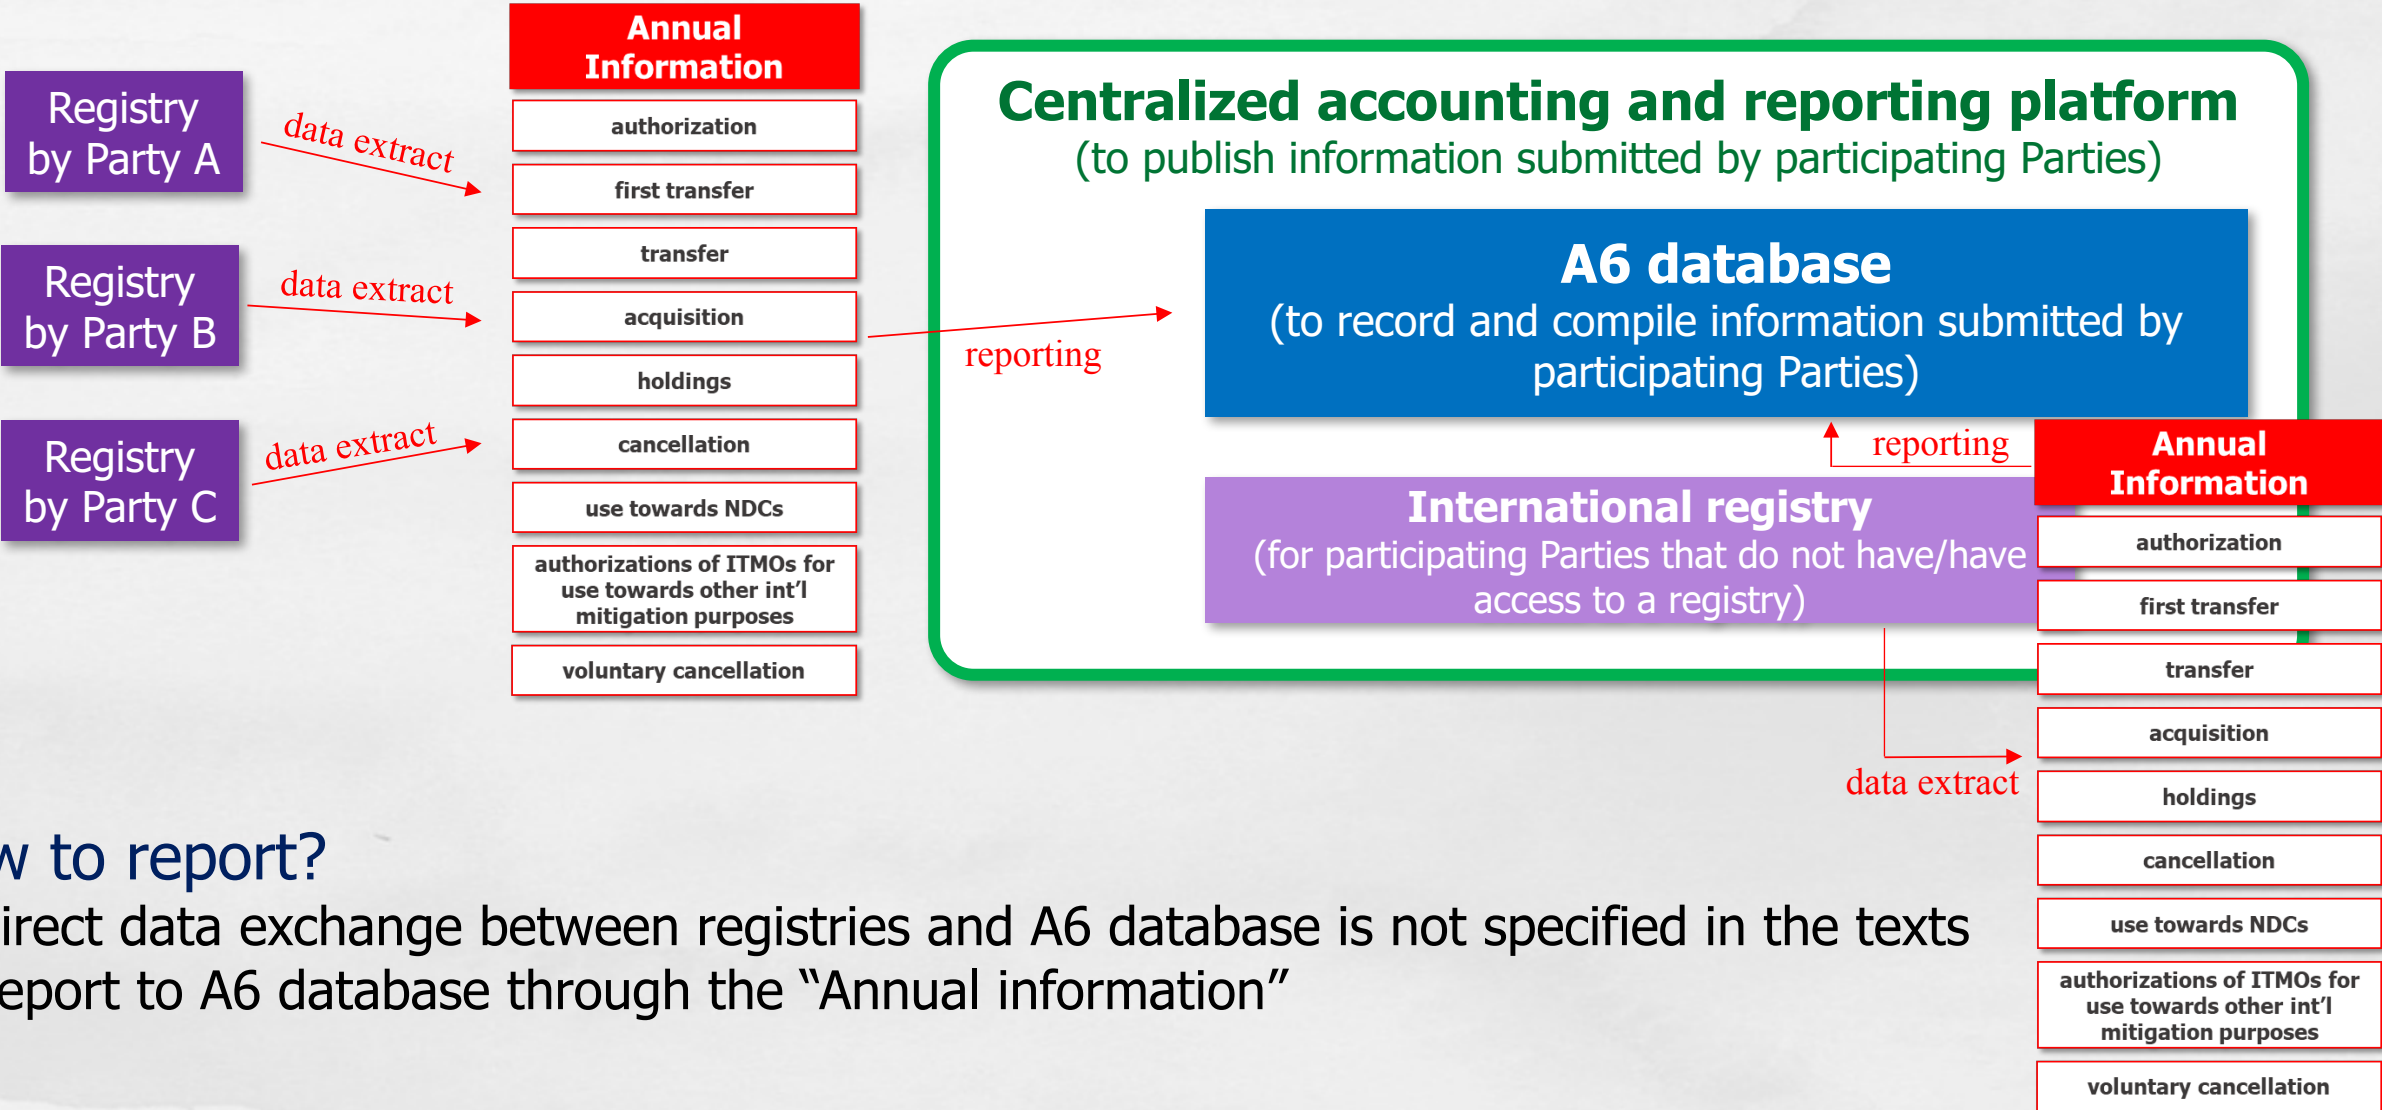 Registry
by Party A
Registry
by Party B
Registry
by Party C
data extract
data extract
data extract
Annual
Information
authorization
first transfer
transfer
acquisition
holdings
cancellation
use towards NDCs
authorizations of ITMOs for
use towards other int’l
mitigation purposes
voluntary cancellation
reporting
Centralized accounting and reporting platform
(to publish information submitted by participating Parties)
A6 database
(to record and compile information submitted by
participating Parties)
reporting
International registry
(for participating Parties that do not have/have
access to a registry)
data extract
Annual
Information
authorization
first transfer
transfer
acquisition
holdings
cancellation
use towards NDCs
authorizations of ITMOs for
use towards other int’l
mitigation purposes
voluntary cancellation
w to report?
irect data exchange between registries and A6 database is not specified in the texts
eport to A6 database through the “Annual information”